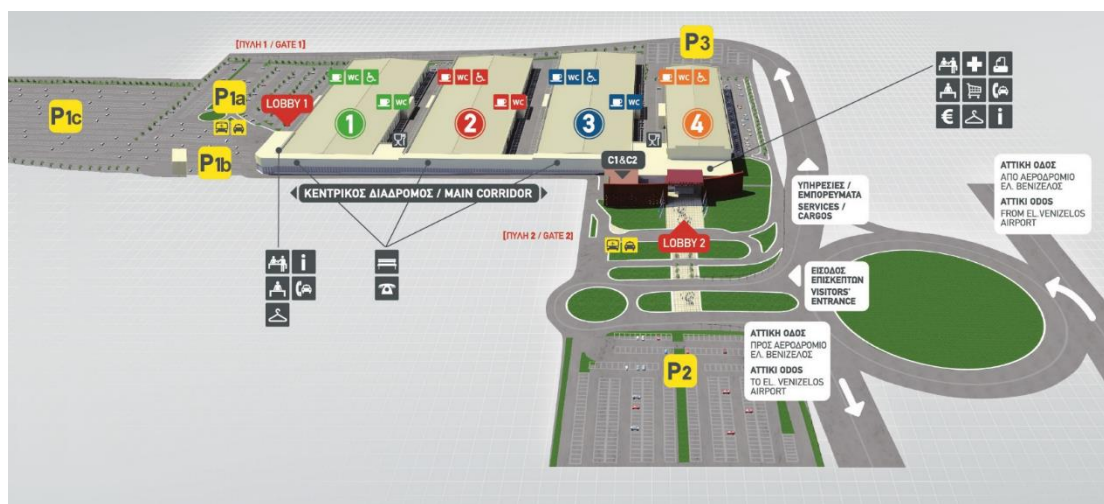 [ΠΥΛΗ 1 / GATE 1]
P3
P1a
P1c
LOBBY 1
WC
WC
WC
WC
WC
WC
WC
1
2
3
4
P1b
C1&C2
ΚΕΝΤΡΙΚΟΣ ΔΙΑΔΡΟΜΟΣ / MAIN CORRIDOR
[ΠΥΛΗ 2 / GATE 2]
LOBBY 2
i
€
i
ΥΠΗΡΕΣΙΕΣ /
ΕΜΠΟΡΕΥΜΑΤΑ
SERVICES /
CARGOS
ΑΤΤΙΚΗ ΟΔΟΣ
ΑΠΟ ΑΕΡΟΔΡΟΜΙΟ
ΕΛ. ΒΕΝΙΖΕΛΟΣ
ATTIKI ODOS
FROM EL.VENIZELOS
AIRPORT
ΕΙΣΟΔΟΣ
ΕΠΙΣΚΕΠΤΩΝ
VISITORS'
ENTRANCE
ΑΤΤΙΚΗ ΟΔΟΣ
ΠΡΟΣ ΑΕΡΟΔΡΟΜΙΟ
ΕΛ. ΒΕΝΙΖΕΛΟΣ
ATTIKI ODOS
TO EL. VENIZELOS
AIRPORT
P2